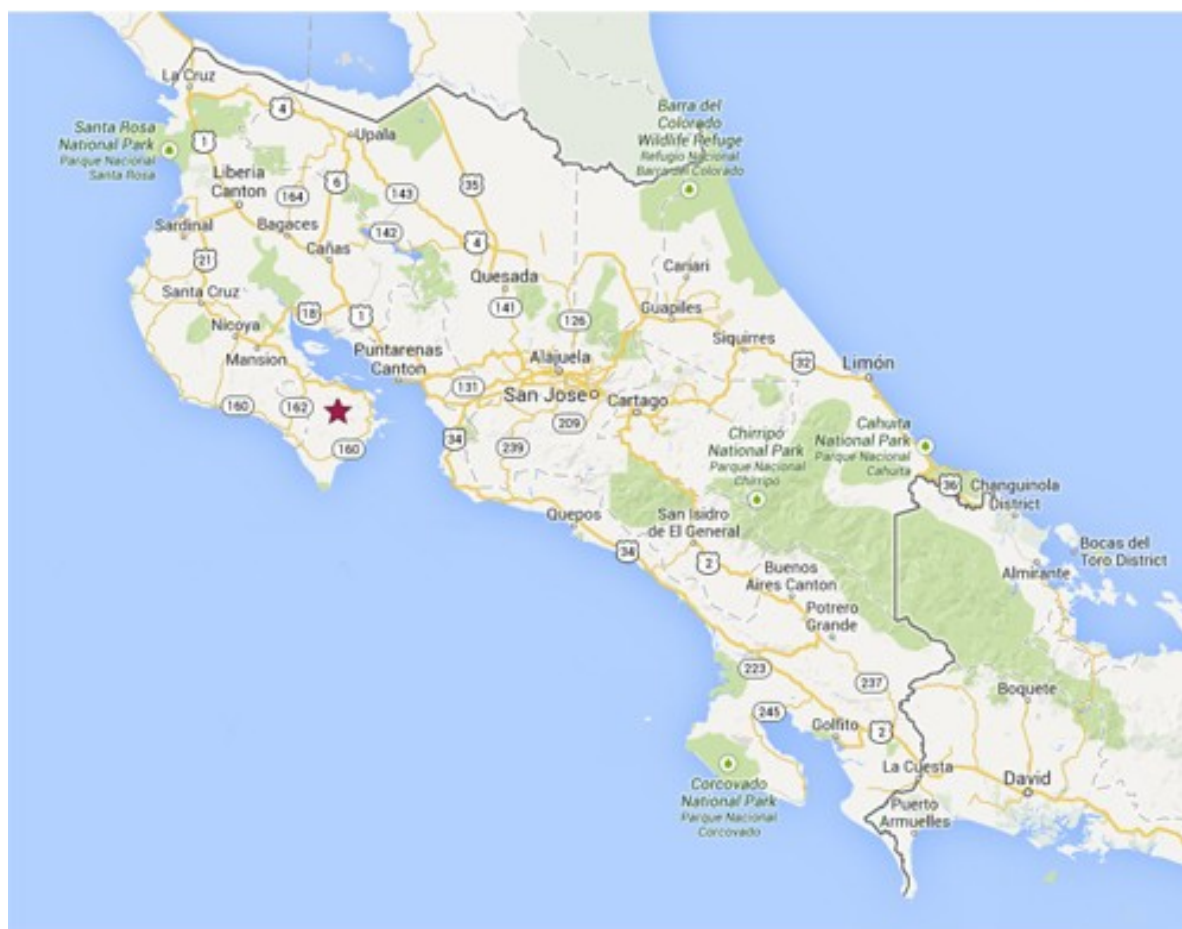 La Cruz
4
Santa Rosa
National Park
Parque Nacional
Santa Rosa
1
Upala
Barra del
Colorado
Wildlife Refuge
Refugio Nacional
Barra del Colorado
Liberia
Canton
6
164
143
35
Sardinal
Bagaces
142
4
Cañas
21
Quesada
Cariari
Santa Cruz
18
1
141
126
Guapiles
Nicoya
Mansion
Puntarenas
Canton
Siquirres
Alajuela
32
Limón
131
San Jose
Cartago
160
162
209
34
239
160
Chirripó
National Park
Parque Nacional
Chirripo
Cahuita
National Park
Parque Nacional
Cahuita
36
Changuinola
District
Quepos
San Isidro
de El General
34
2
Bocas del
Toro District
Almirante
Buenos
Aires Canton
Potrero
Grande
223
237
Boquete
245
Golfito
2
La Cuesta
David
Corcovado
National Park
Parque Nacional
Corcovado
Puerto
Armuelles